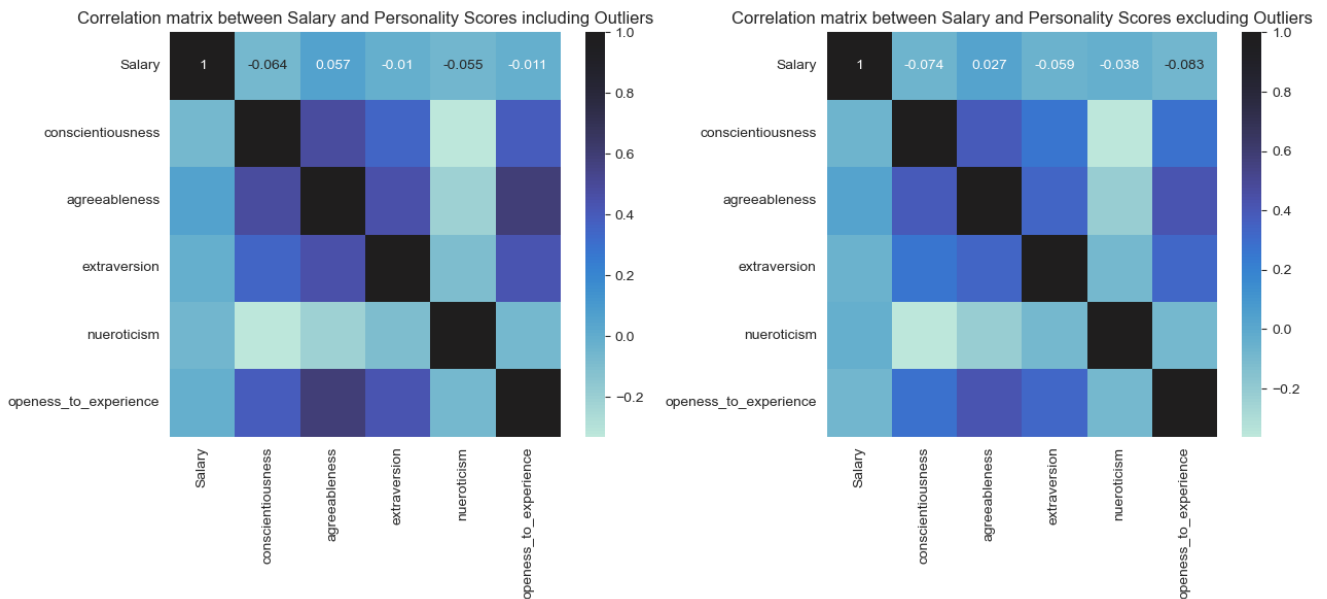 Correlation matrix between Salary and Personality Scores including Outliers
Salary 1 -0.064 0.057 -0.01 -0.055 -0.011
conscientiousness
agreeableness
extraversion
nueroticism
openess_to_experience
Salary
conscientiousness
agreeableness
extraversion
nueroticism
openess_to_experience
1.0
0.8
0.6
0.4
0.2
0.0
−0.2
Correlation matrix between Salary and Personality Scores excluding Outliers
Salary 1 -0.074 0.027 -0.059 -0.038 -0.083
conscientiousness
agreeableness
extraversion
nueroticism
openess_to_experience
Salary
conscientiousness
agreeableness
extraversion
nueroticism
openess_to_experience
1.0
0.8
0.6
0.4
0.2
0.0
−0.2